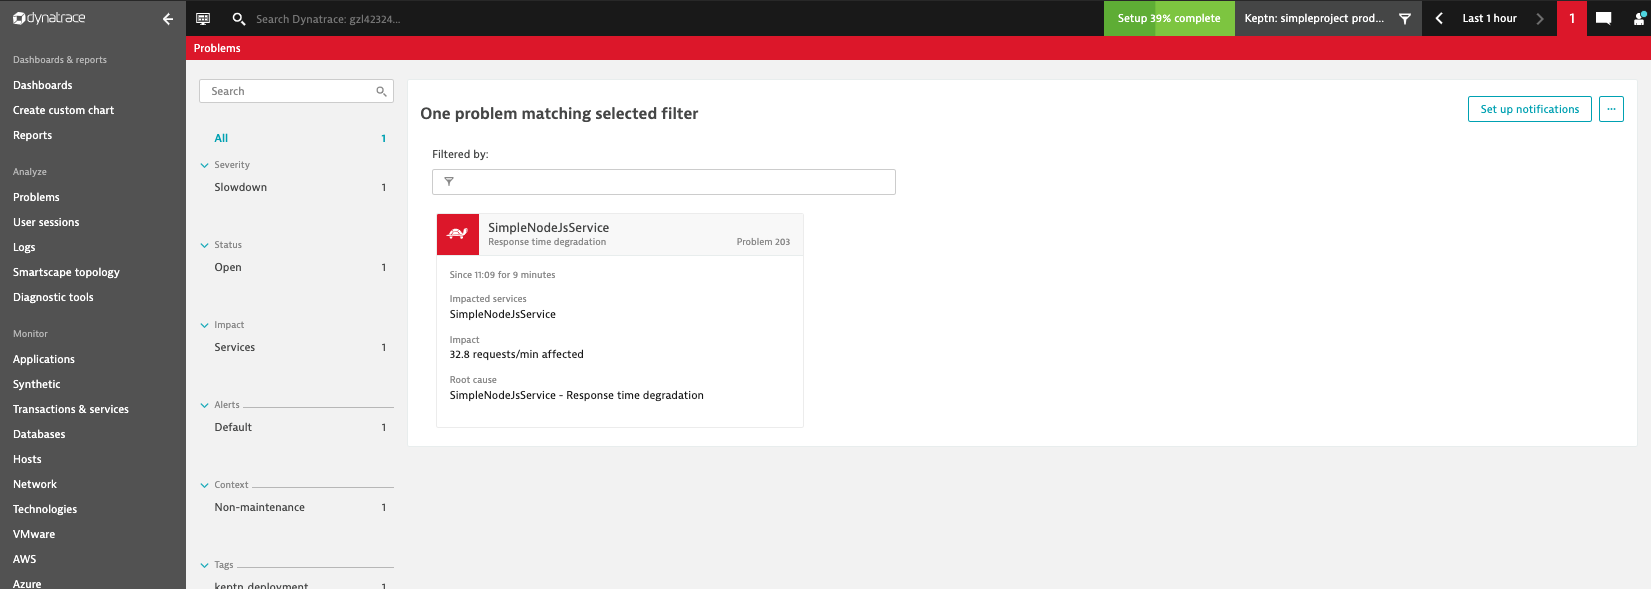 dynatrace
Search Dynatrace: gzl42324...
Setup 39% complete
Keptn: simpleproject prod...
Last 1 hour
1
Problems
Dashboards & reports
Dashboards
Create custom chart
Reports
Analyze
Problems
User sessions
Logs
Smartscape topology
Diagnostic tools
Monitor
Applications
Synthetic
Transactions & services
Databases
Hosts
Network
Technologies
VMware
AWS
Azure
Search
All 1
Severity
Slowdown 1
Status
Open 1
Impact
Services 1
Alerts
Default 1
Context
Non-maintenance 1
Tags
keptn_deployment 1
One problem matching selected filter
Set up notifications
...
Filtered by:
SimpleNodeJsService
Response time degradation
Problem 203
Since 11:09 for 9 minutes
Impacted services
SimpleNodeJsService
Impact
32.8 requests/min affected
Root cause
SimpleNodeJsService - Response time degradation